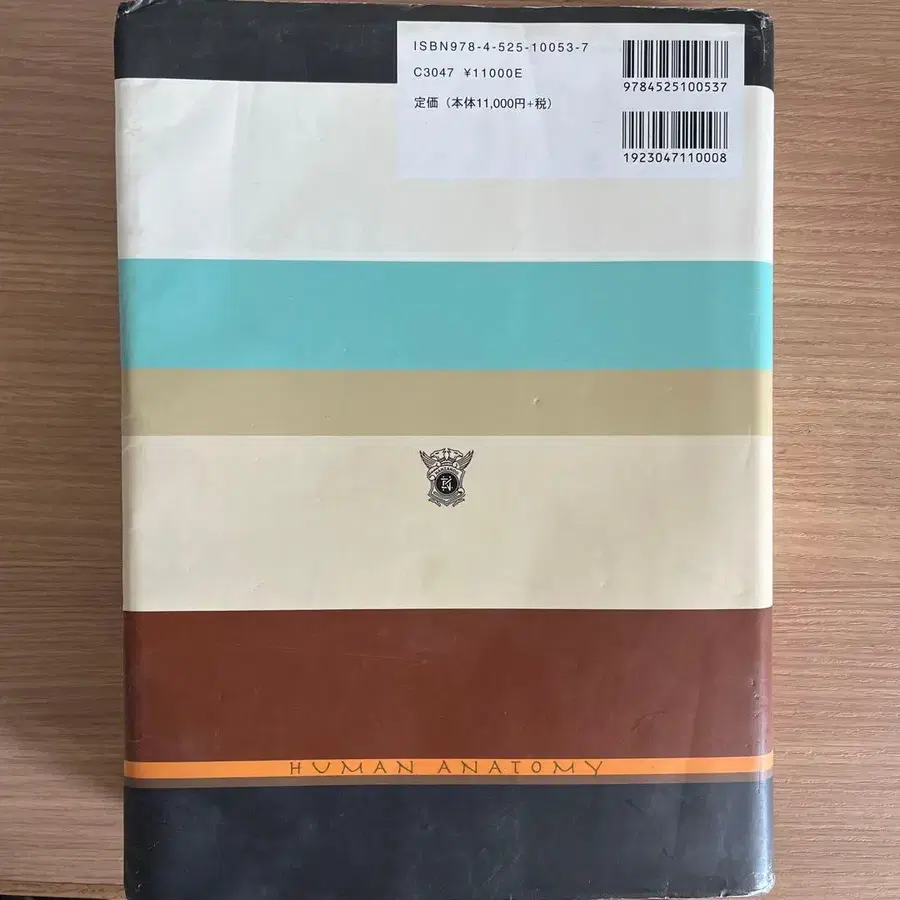 ISBN978-4-525-10053-7
C3047 ¥11000E
定価（本体11,000円+税）
9784525100537
1923047110008
HUMAN ANATOMY